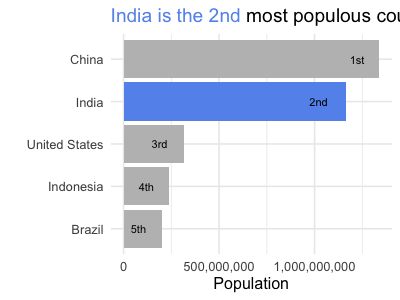 India is the 2nd most populous cou
China
1st
India
2nd
United States
3rd
Indonesia
4th
Brazil
5th
0 500,000,000 1,000,000,000
Population